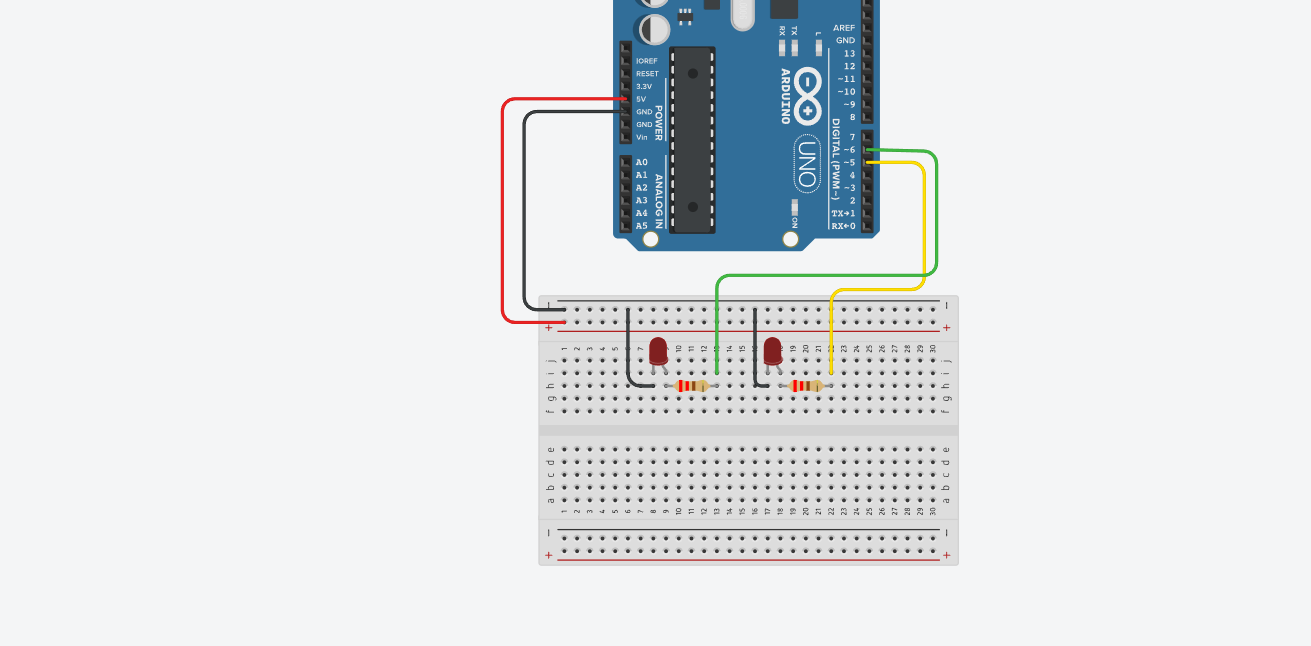 RX TX L
AREF
GND
13
12
~11
~10
~9
8
IOREF
RESET
3.3V
5V
GND
GND
Vin
POWER
ARDUINO
UNO
DIGITAL (PWM~)
7
~6
~5
4
~3
2
TX→1
RX←0
A0
A1
A2
A3
A4
A5
ANALOG IN
ON
− −
+ +
1 2 3 4 5 6 7 10 11 12 13 14 15 16 17 19 20 21 22 23 24 25 26 27 28 29 30
j j
i i
h h
g g
f f
e e
d d
c c
b b
a a
1 2 3 4 5 6 7 8 9 10 11 12 13 14 15 16 17 18 19 20 21 22 23 24 25 26 27 28 29 30
− −
+ +